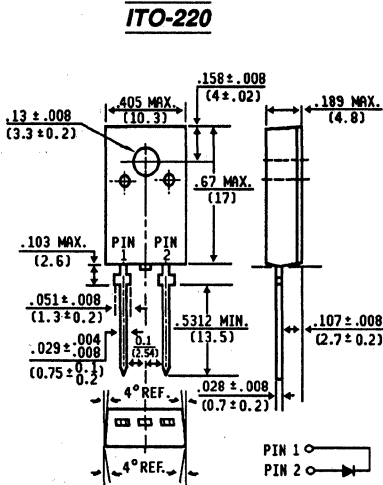 ITO-220
.158±.008
(4±.02)
.405 MAX.
(10.3)
.189 MAX.
(4.8)
.13 ±.008
(3.3±0.2)
.67 MAX.
(17)
.103 MAX.
(2.6)
PIN 1
PIN 2
.051±.008
(1.3±0.2)
.5312 MIN.
(13.5)
.107±.008
(2.7±0.2)
.029±.004
.008
(0.75±0.1
0.2)
0.1
(2.54)
.028±.008
(0.7±0.2)
4° REF.
4° REF.
PIN 1
PIN 2